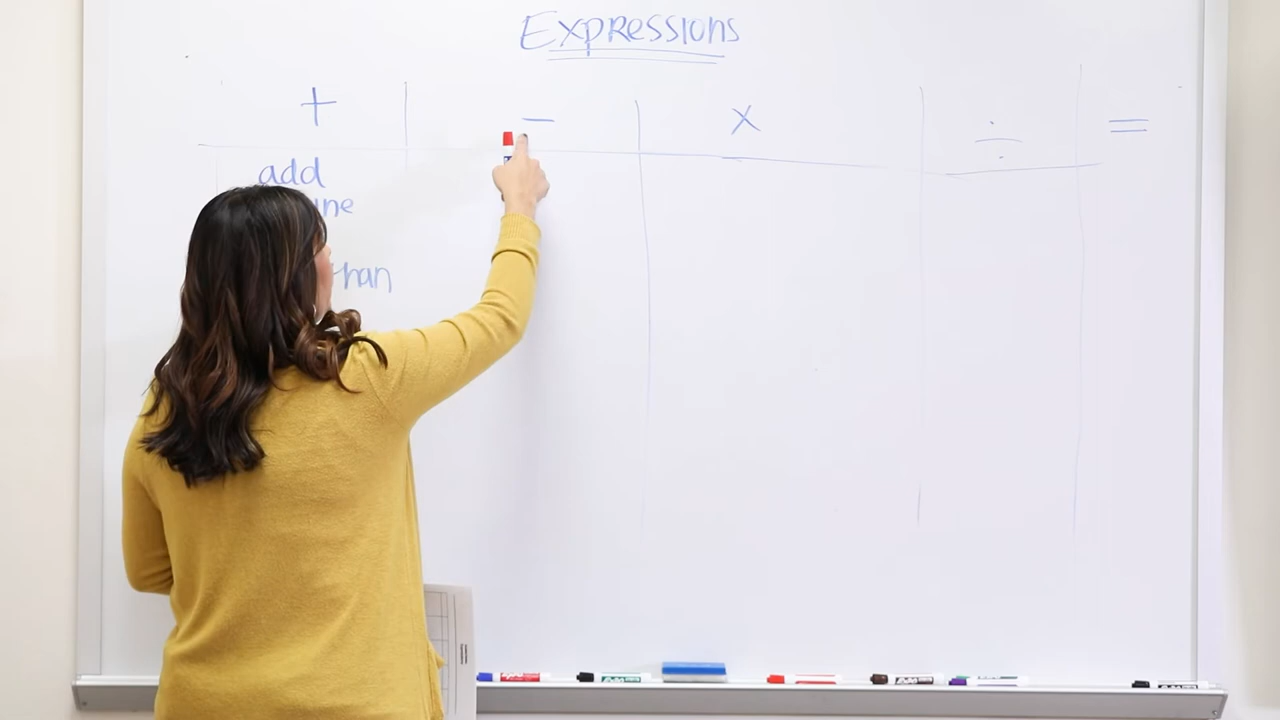 Expressions
+ - x ÷ =
add
than